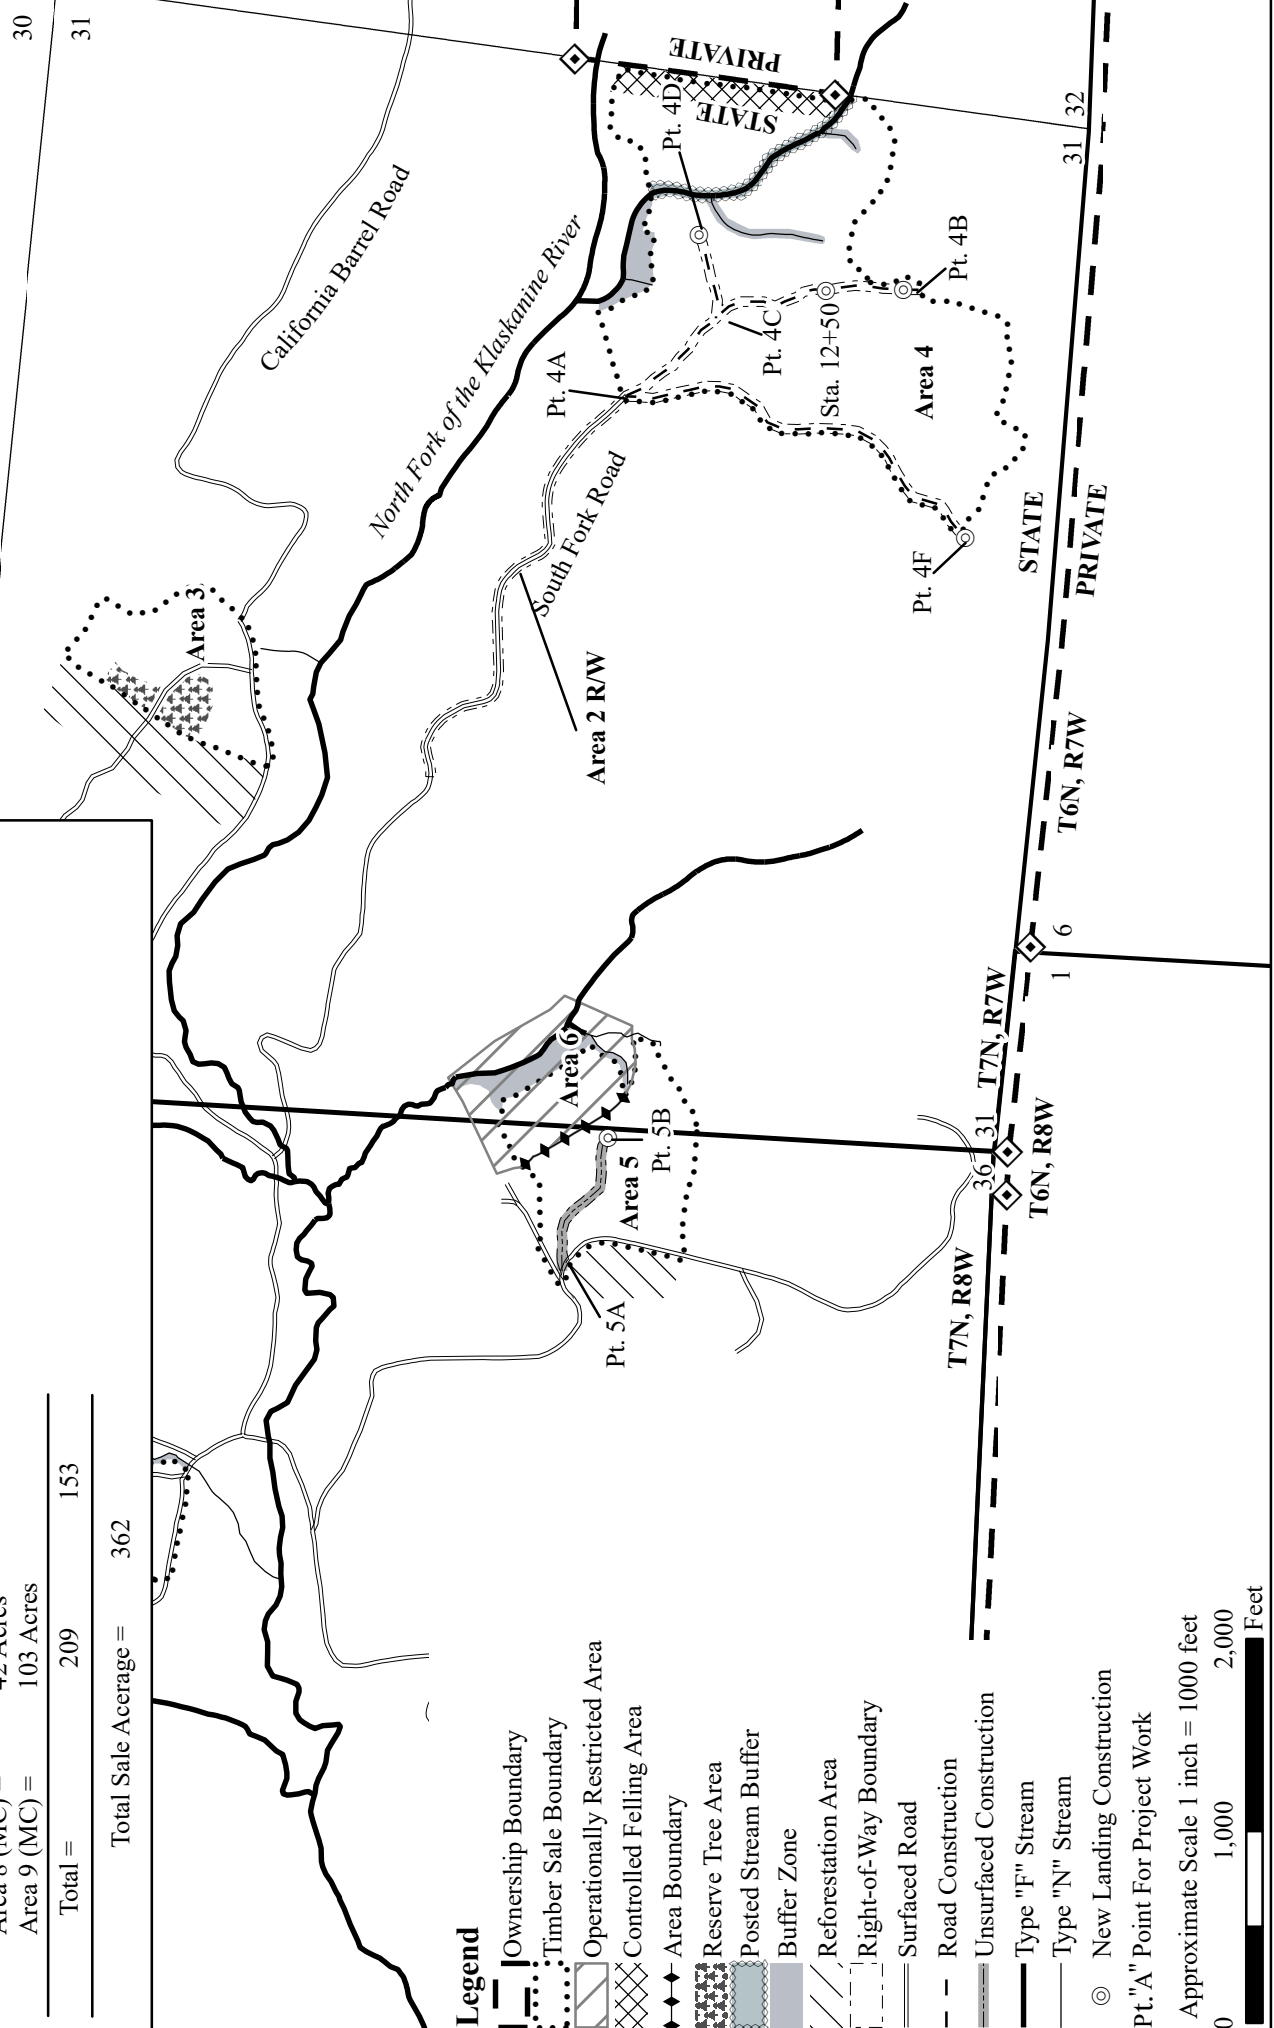 Area 9 (MC) = 103 Acres
Total = 209 153
Total Sale Acerage = 362
30
31
California Barrel Road
North Fork of the Klaskanine River
South Fork Road
Area 3
Area 2 R/W
PRIVATE
STATE
Pt. 4D
Pt. 4A
Pt. 4C
Sta. 12+50
Pt. 4B
Area 4
Pt. 4F
31
32
STATE
PRIVATE
T6N, R7W
6
1
T7N, R7W
31
36
T6N, R8W
T7N, R8W
Area 6
Area 5
Pt. 5B
Pt. 5A
Legend
Ownership Boundary
Timber Sale Boundary
Operationally Restricted Area
Controlled Felling Area
Area Boundary
Reserve Tree Area
Posted Stream Buffer
Buffer Zone
Reforestation Area
Right-of-Way Boundary
Surfaced Road
Road Construction
Unsurfaced Construction
Type "F" Stream
Type "N" Stream
New Landing Construction
Pt."A" Point For Project Work
Approximate Scale 1 inch = 1000 feet
0 1,000 2,000
Feet